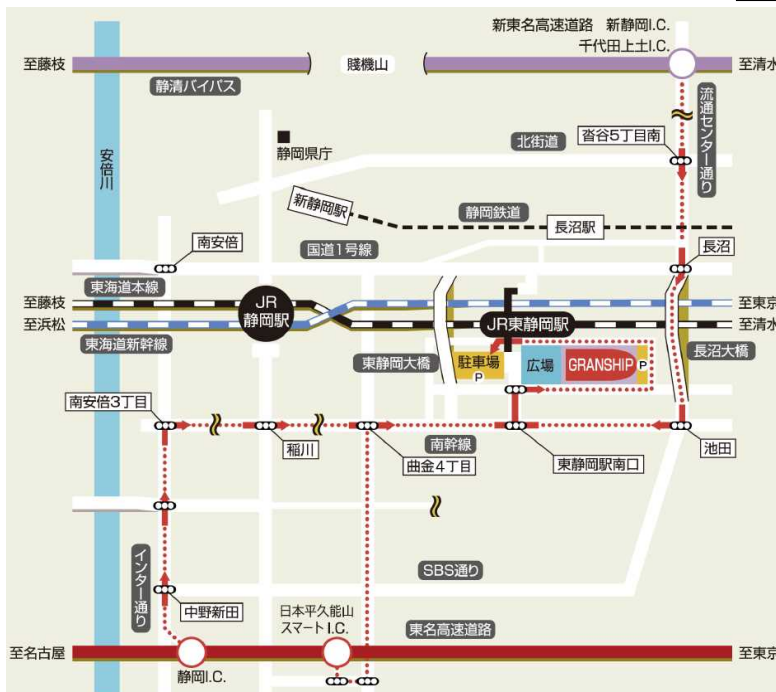 新東名高速道路 新静岡I.C.
千代田上土I.C.
至藤枝
賤機山
至清水
静清バイパス
流通センター通り
安倍川
静岡県庁
北街道
沓谷5丁目南
新静岡駅
静岡鉄道
長沼駅
南安倍
国道1号線
長沼
東海道本線
至藤枝
JR
静岡駅
JR東静岡駅
至東京
至浜松
至清水
東海道新幹線
東静岡大橋
駐車場
P
広場
GRANSHIP
P
長沼大橋
南安倍3丁目
稲川
南幹線
曲金4丁目
東静岡駅南口
池田
インター通り
SBS通り
中野新田
日本平久能山
スマートI.C.
東名高速道路
至名古屋
至東京
静岡I.C.